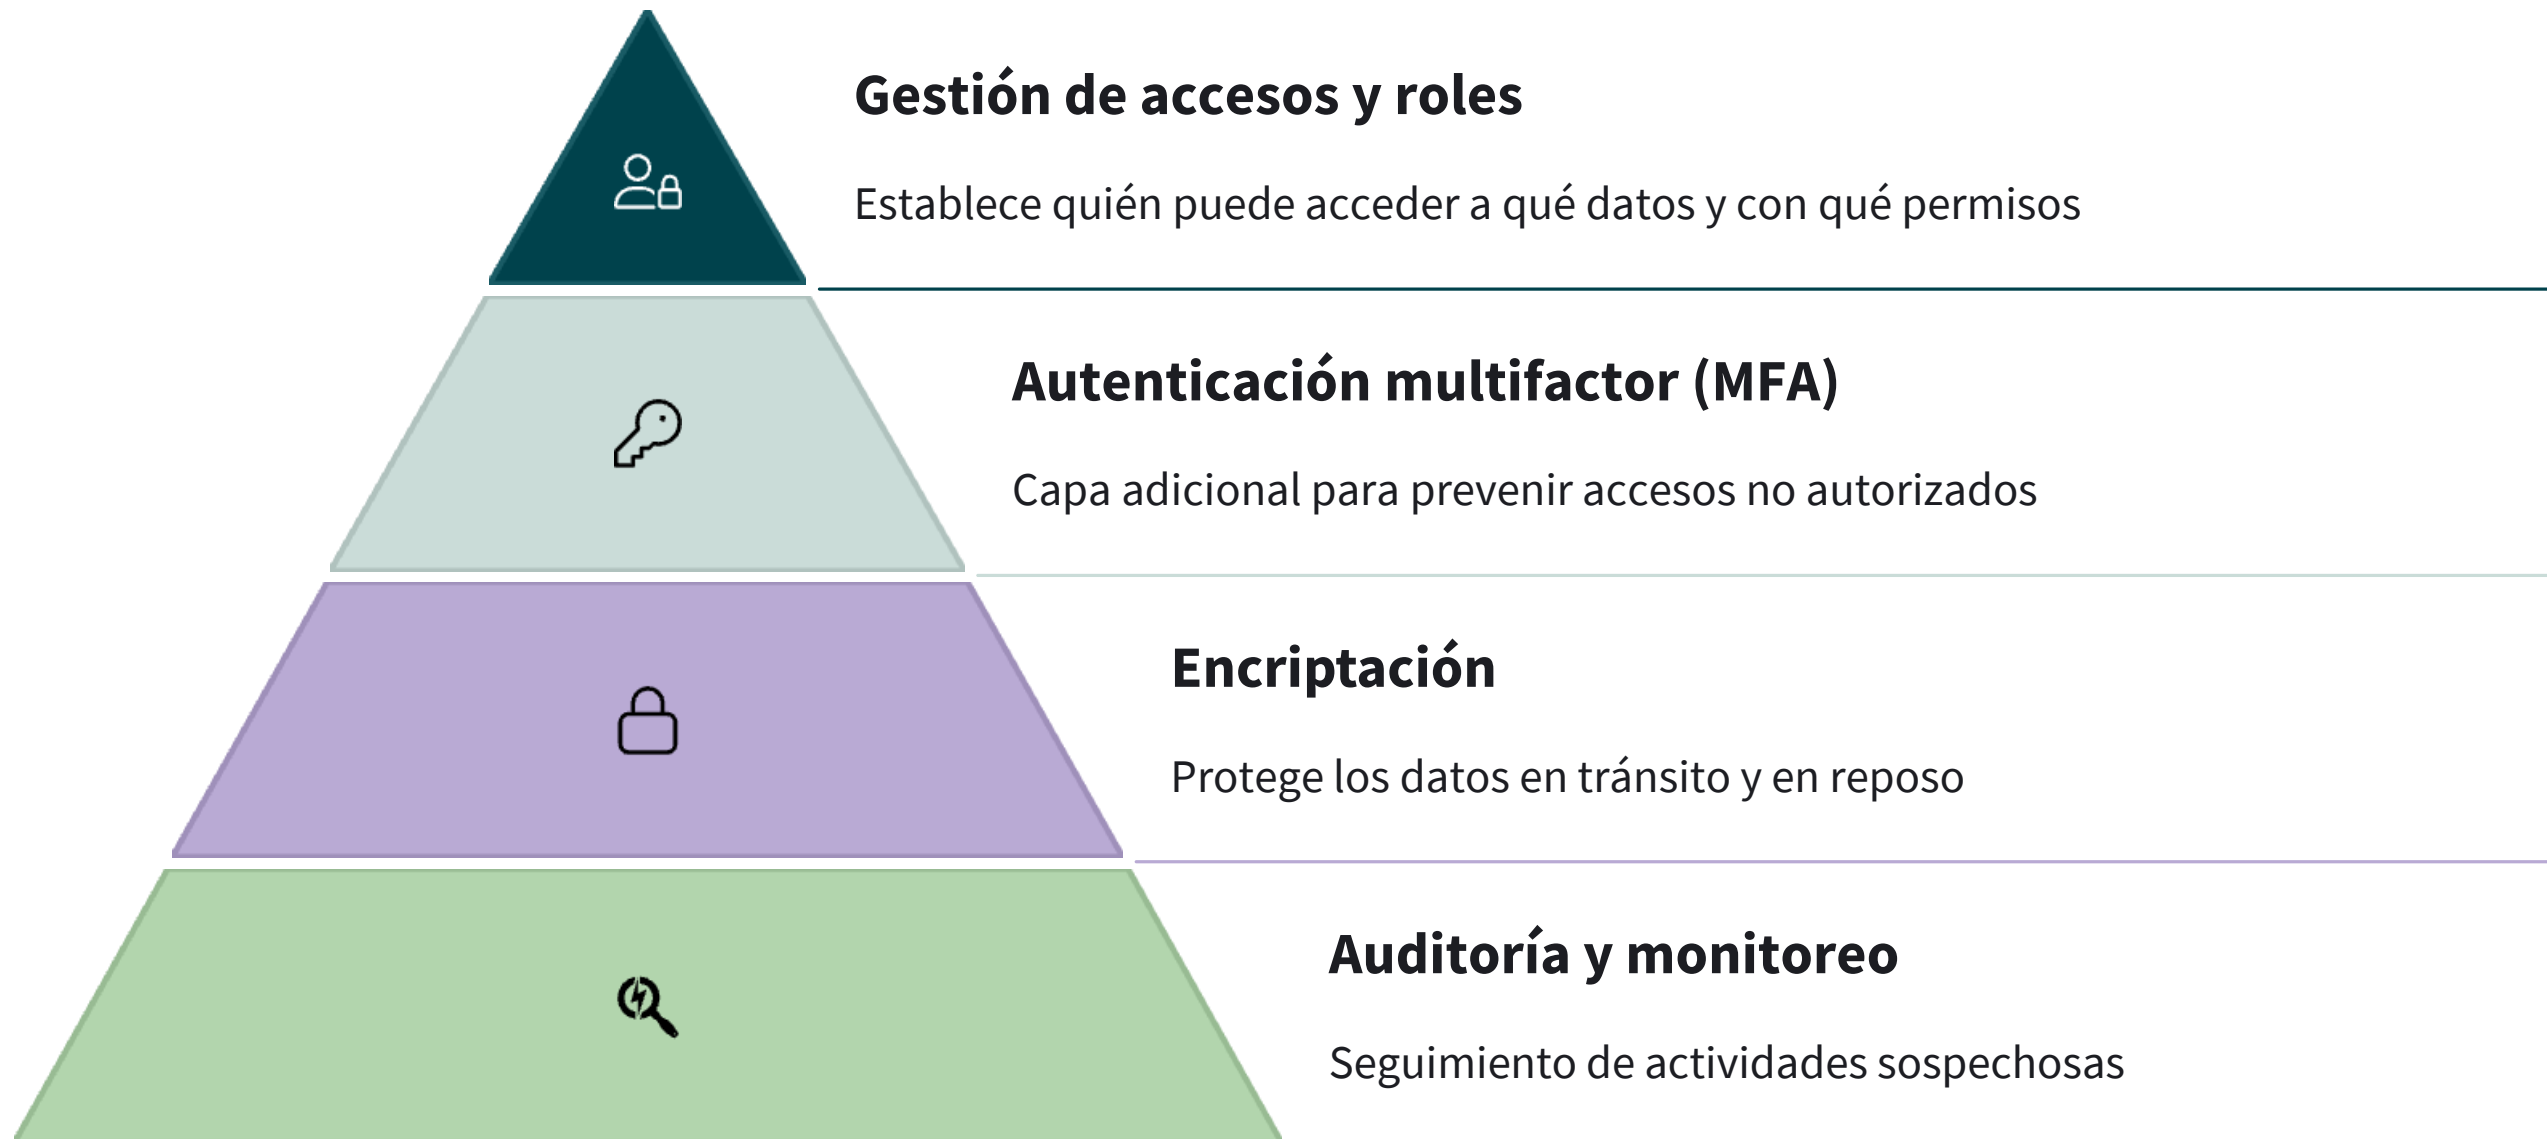 Gestión de accesos y roles
Establece quién puede acceder a qué datos y con qué permisos
Autenticación multifactor (MFA)
Capa adicional para prevenir accesos no autorizados
Encriptación
Protege los datos en tránsito y en reposo
Auditoría y monitoreo
Seguimiento de actividades sospechosas